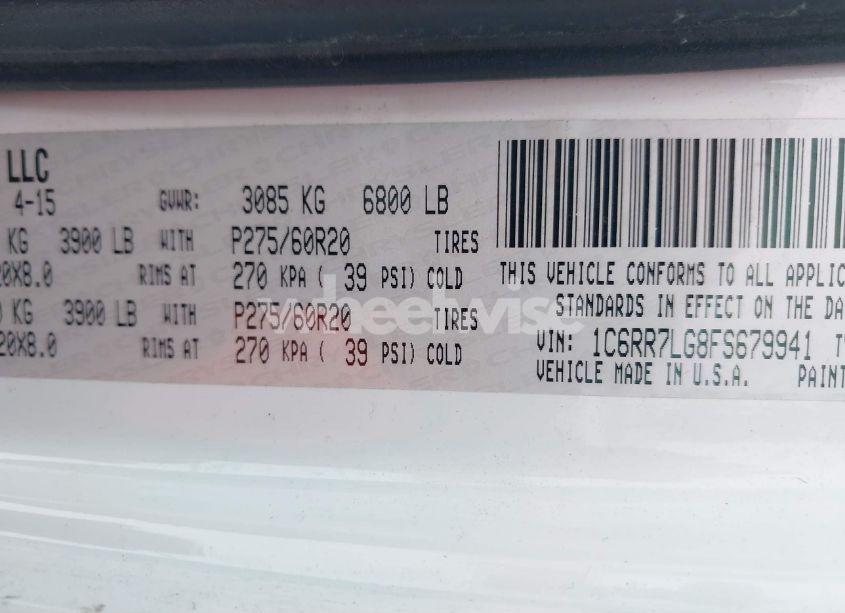 LLC
4-15 GVWR: 3085 KG 6800 LB
KG 3900 LB WITH P275/60R20 TIRES
20X8.0 RIMS AT 270 KPA ( 39 PSI) COLD
KG 3900 LB WITH P275/60R20 TIRES
20X8.0 RIMS AT 270 KPA ( 39 PSI) COLD
THIS VEHICLE CONFORMS TO ALL APPLIC
STANDARDS IN EFFECT ON THE DA
VIN: 1C6RR7LG8FS679941 T
VEHICLE MADE IN U.S.A. PAINT
wheelwise